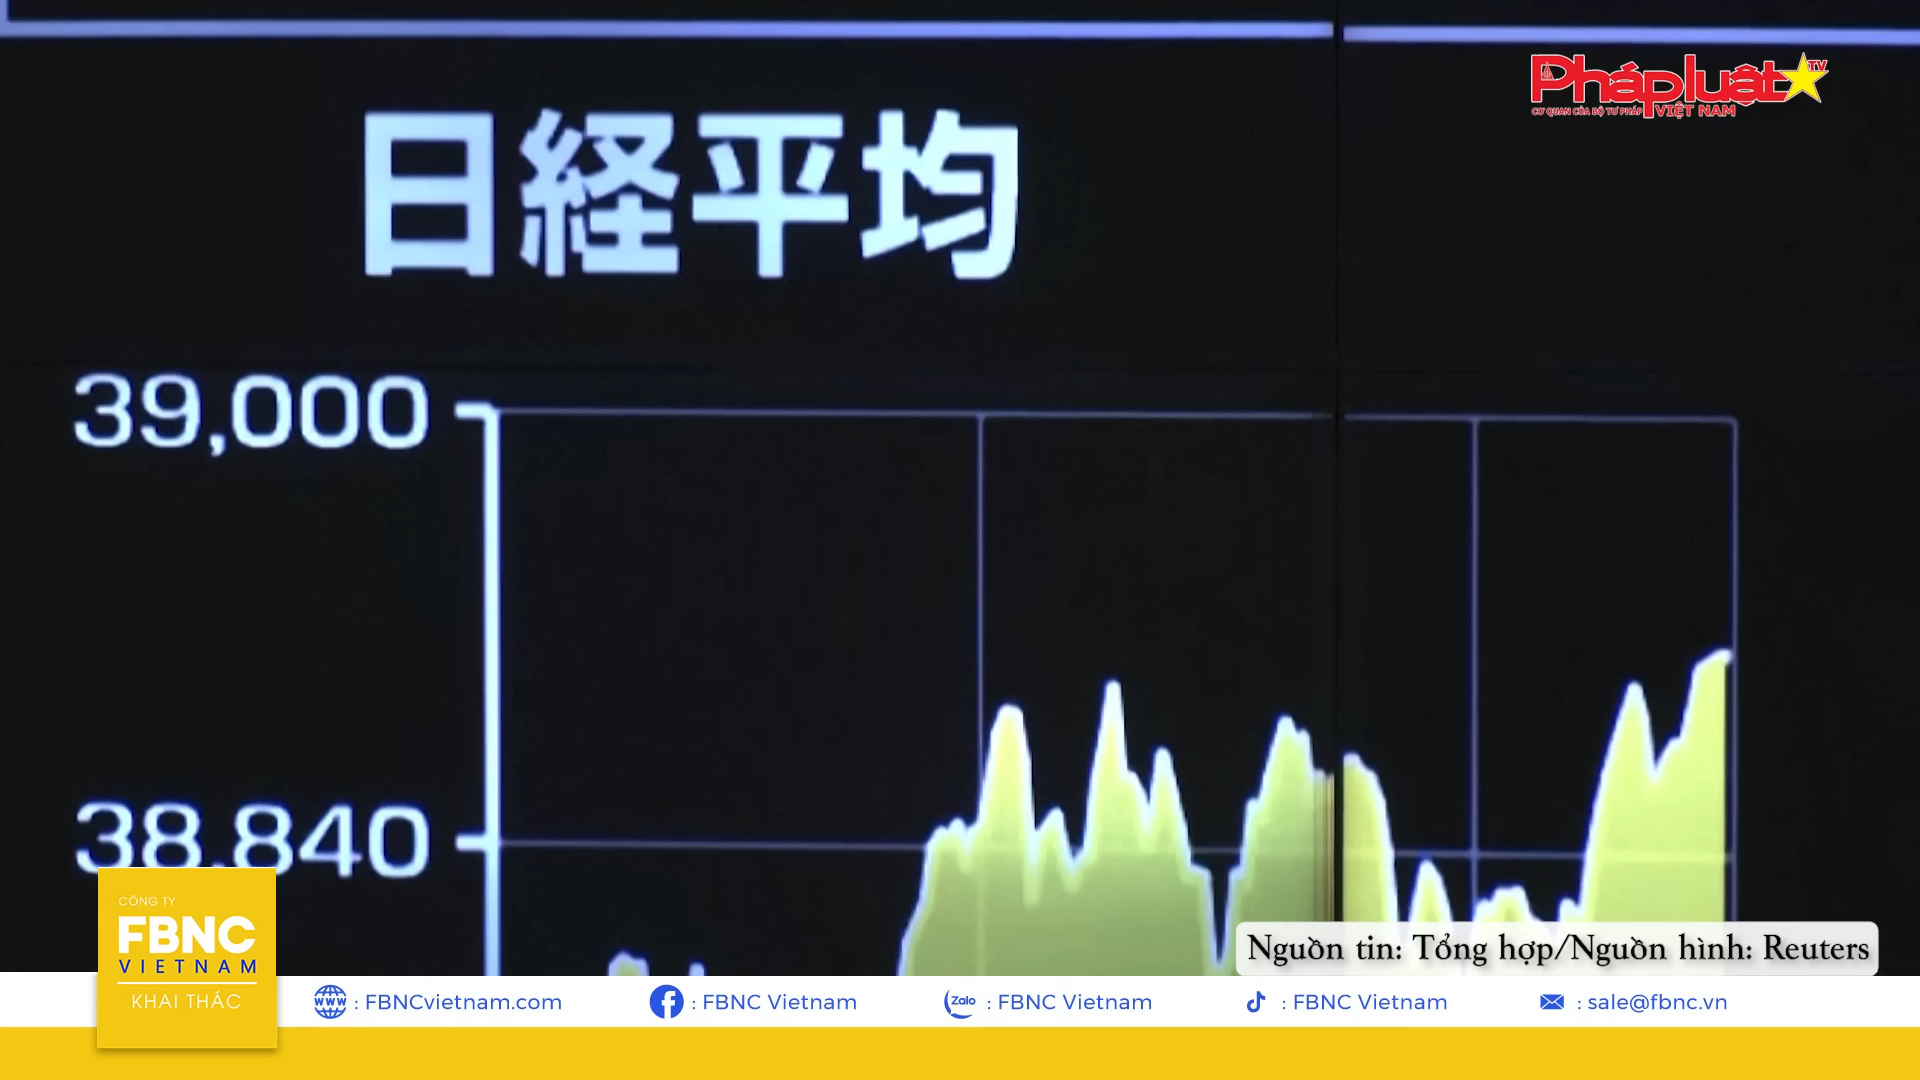 Pháp luật TV
CƠ QUAN CỦA BỘ TƯ PHÁP VIỆT NAM
日経平均
39,000
38,840
CÔNG TY
FBNC
VIETNAM
KHAI THÁC
Nguồn tin: Tổng hợp/Nguồn hình: Reuters
www : FBNCvietnam.com
: FBNC Vietnam
Zalo : FBNC Vietnam
: FBNC Vietnam
: sale@fbnc.vn